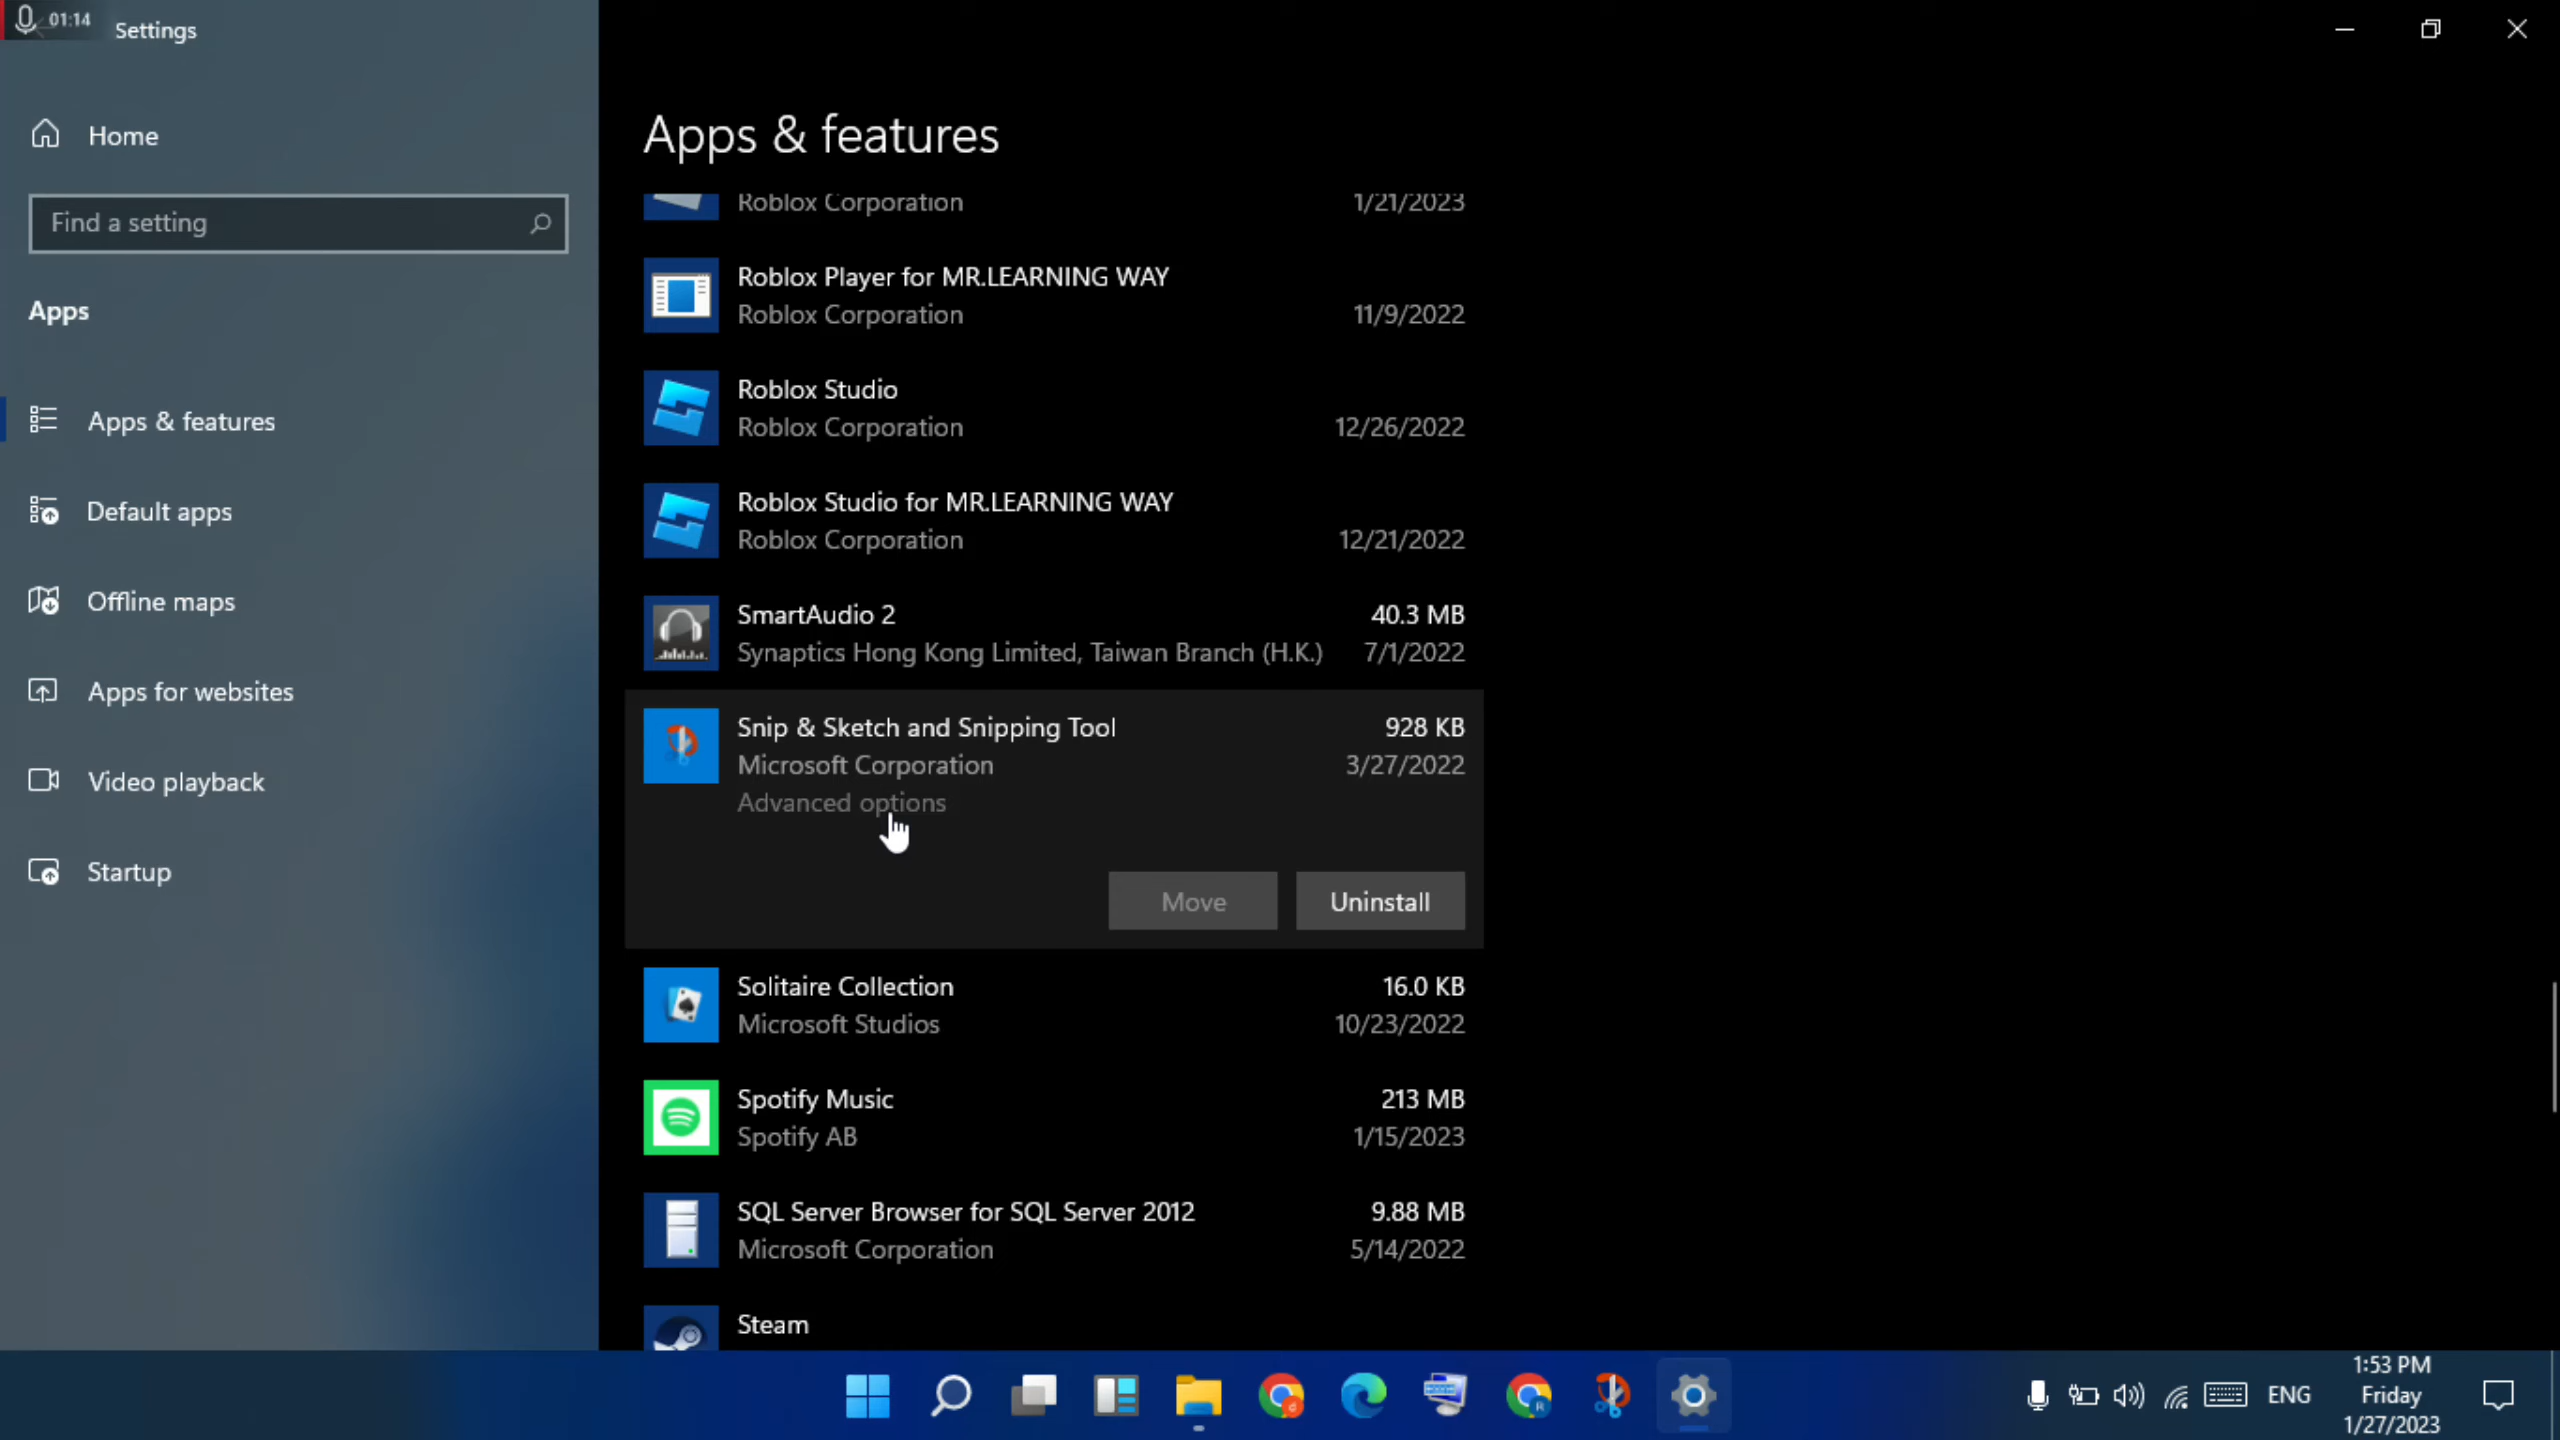 01:14
Settings
Home
Find a setting
Apps
Apps & features
Default apps
Offline maps
Apps for websites
Video playback
Startup
Apps & features
Roblox Corporation 1/21/2023
Roblox Player for MR.LEARNING WAY
Roblox Corporation 11/9/2022
Roblox Studio
Roblox Corporation 12/26/2022
Roblox Studio for MR.LEARNING WAY
Roblox Corporation 12/21/2022
SmartAudio 2 40.3 MB
Synaptics Hong Kong Limited, Taiwan Branch (H.K.) 7/1/2022
Snip & Sketch and Snipping Tool 928 KB
Microsoft Corporation 3/27/2022
Advanced options
Move Uninstall
Solitaire Collection 16.0 KB
Microsoft Studios 10/23/2022
Spotify Music 213 MB
Spotify AB 1/15/2023
SQL Server Browser for SQL Server 2012 9.88 MB
Microsoft Corporation 5/14/2022
Steam
ENG
1:53 PM
Friday
1/27/2023